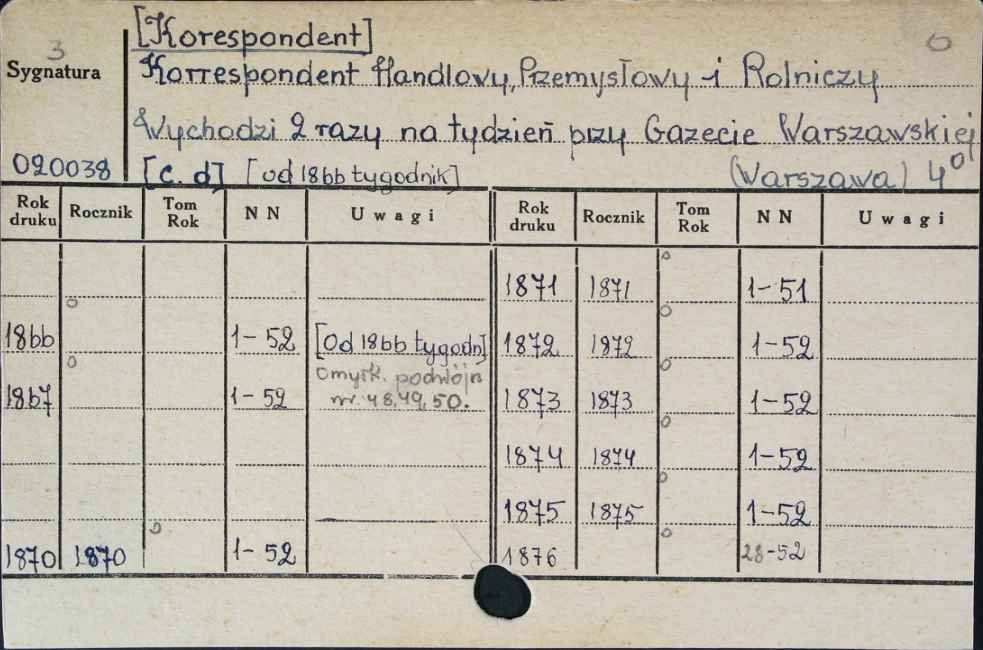 [Korespondent]
3
Sygnatura
Korrespondent Handlowy, Przemysłowy i Rolniczy
Wychodzi 2 razy na tydzień przy Gazecie Warszawskiej
020038 [c. d] [od 1866 tygodnik] (Warszawa) 4°
Rok druku Rocznik Tom Rok NN Uwagi Rok druku Rocznik Tom Rok NN Uwagi
1871 1871 1-51
1866 1-52 [Od 1866 tygodn] 1872 1872 1-52
Omyłk. podwójn
1867 1-52 nr. 48,49,50. 1873 1873 1-52
1874 1874 1-52
1875 1875 1-52
1870 1870 1-52 1876 28-52